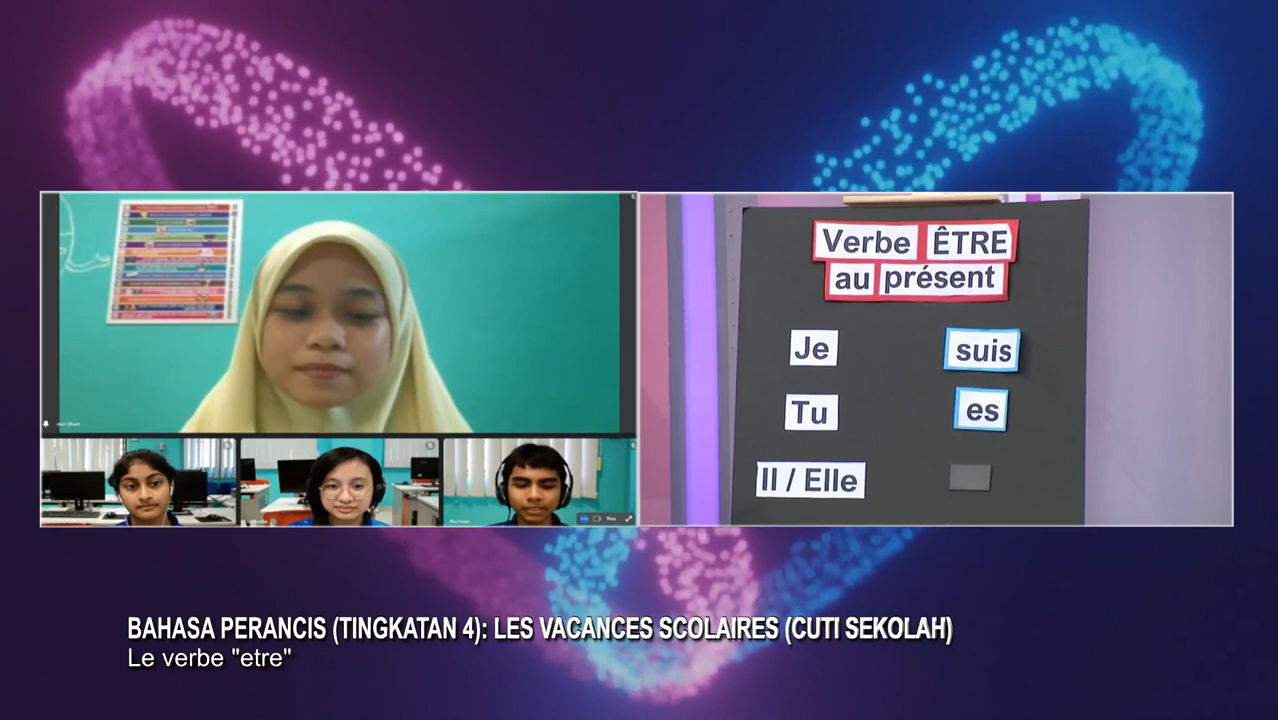 Verbe ÊTRE
au présent
Je suis
Tu es
Il / Elle
You
BAHASA PERANCIS (TINGKATAN 4): LES VACANCES SCOLAIRES (CUTI SEKOLAH)
Le verbe "etre"